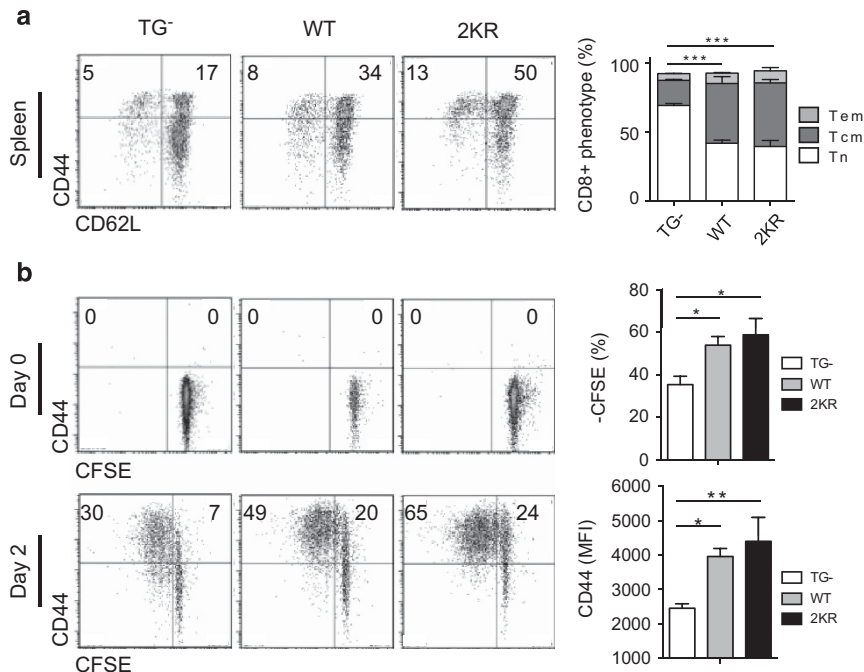 a
TG- WT 2KR
5 17 8 34 13 50
Spleen
CD44
CD62L
CD8+ phenotype (%)
100
50
0
***
***
Tem
Tcm
Tn
TG- WT 2KR
b
0 0 0 0 0 0
Day 0
CD44
CFSE
-CFSE (%)
80
60
40
20
0
*
*
TG-
WT
2KR
30 7 49 20 65 24
Day 2
CD44
CFSE
CD44 (MFI)
6000
5000
4000
3000
2000
1000
**
*
TG-
WT
2KR